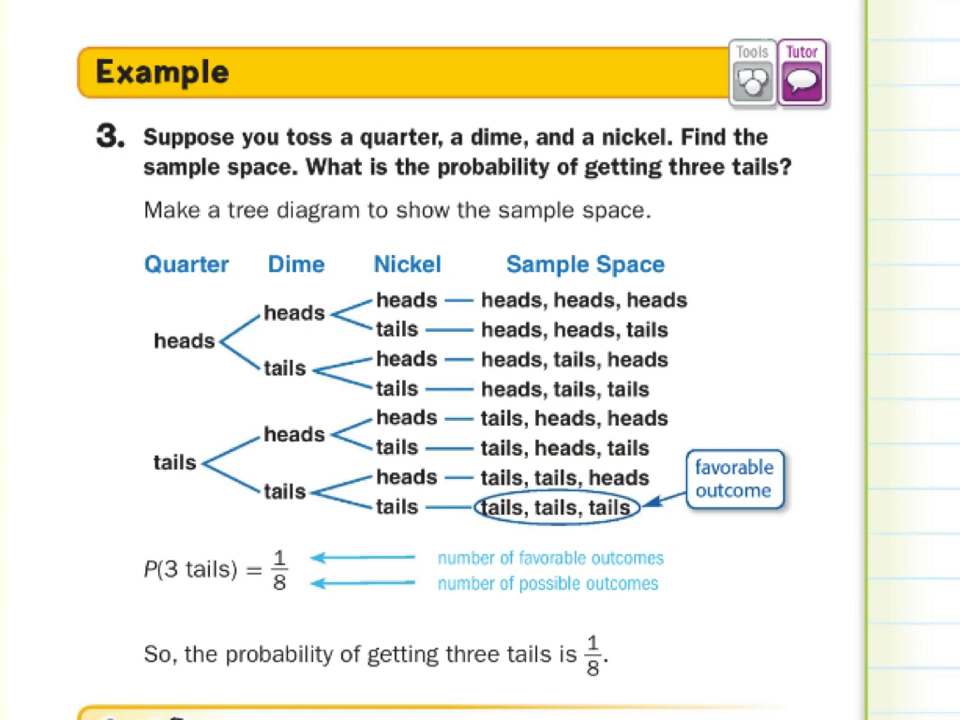 Example
Tools Tutor
3. Suppose you toss a quarter, a dime, and a nickel. Find the
sample space. What is the probability of getting three tails?
Make a tree diagram to show the sample space.
Quarter Dime Nickel Sample Space
heads heads heads heads, heads, heads
tails heads, heads, tails
tails heads heads, tails, heads
tails heads, tails, tails
tails heads heads tails, heads, heads
tails tails, heads, tails
tails heads tails, tails, heads
tails tails, tails, tails
favorable
outcome
P(3 tails) = 1/8
number of favorable outcomes
number of possible outcomes
So, the probability of getting three tails is 1/8.